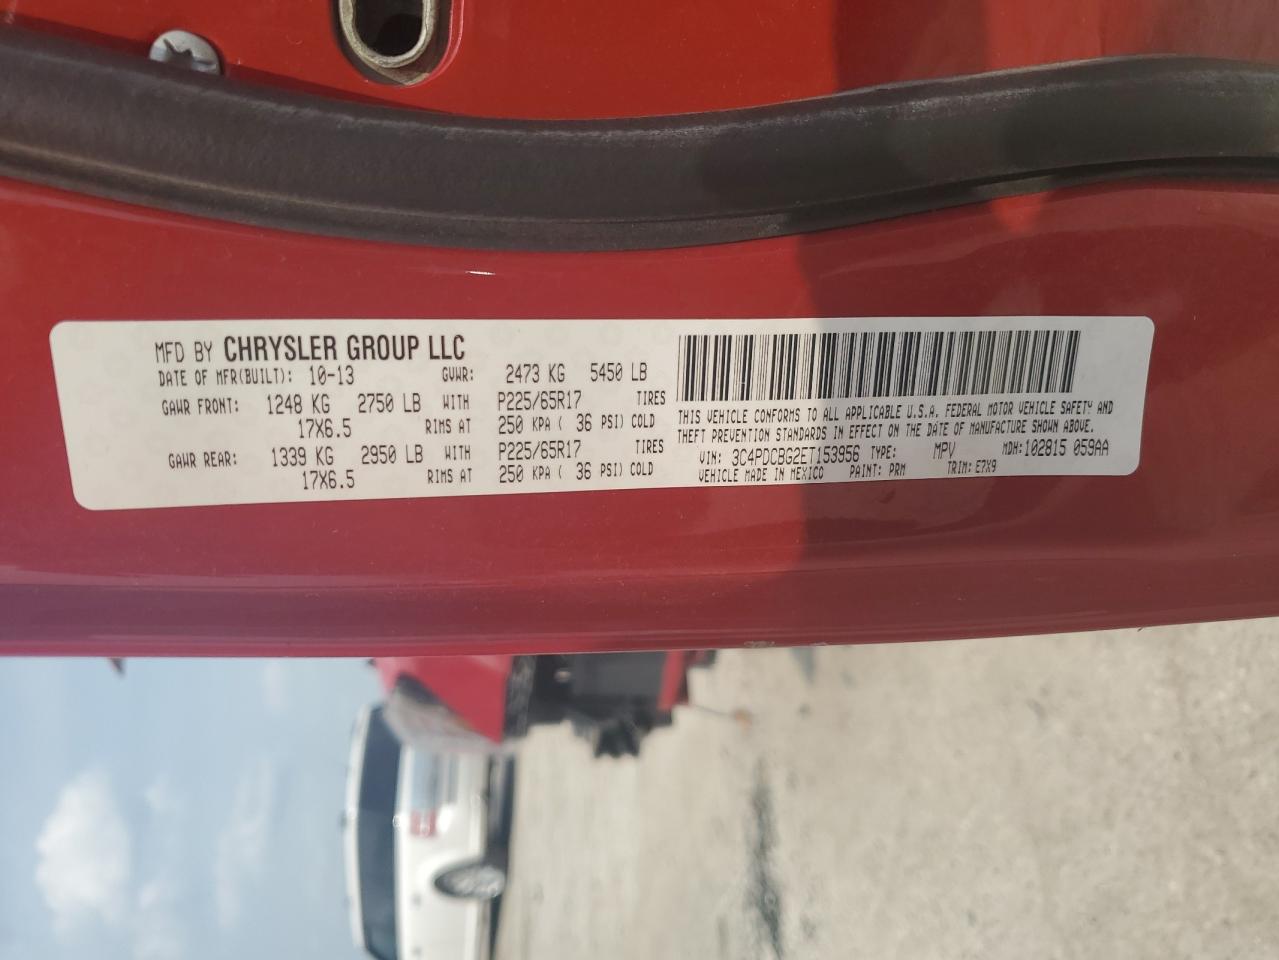 MFD BY CHRYSLER GROUP LLC
DATE OF MFR(BUILT): 10-13 GVWR: 2473 KG 5450 LB
GAWR FRONT: 1248 KG 2750 LB WITH P225/65R17 TIRES
17X6.5 RIMS AT 250 KPA ( 36 PSI) COLD
GAWR REAR: 1339 KG 2950 LB WITH P225/65R17 TIRES
17X6.5 RIMS AT 250 KPA ( 36 PSI) COLD
THIS VEHICLE CONFORMS TO ALL APPLICABLE U.S.A. FEDERAL MOTOR VEHICLE SAFETY AND
THEFT PREVENTION STANDARDS IN EFFECT ON THE DATE OF MANUFACTURE SHOWN ABOVE.
VIN: 3C4PDCBG2ET153956 TYPE: MPV MDH: 102815 059AA
VEHICLE MADE IN MEXICO PAINT: PRM TRIM: E7X9